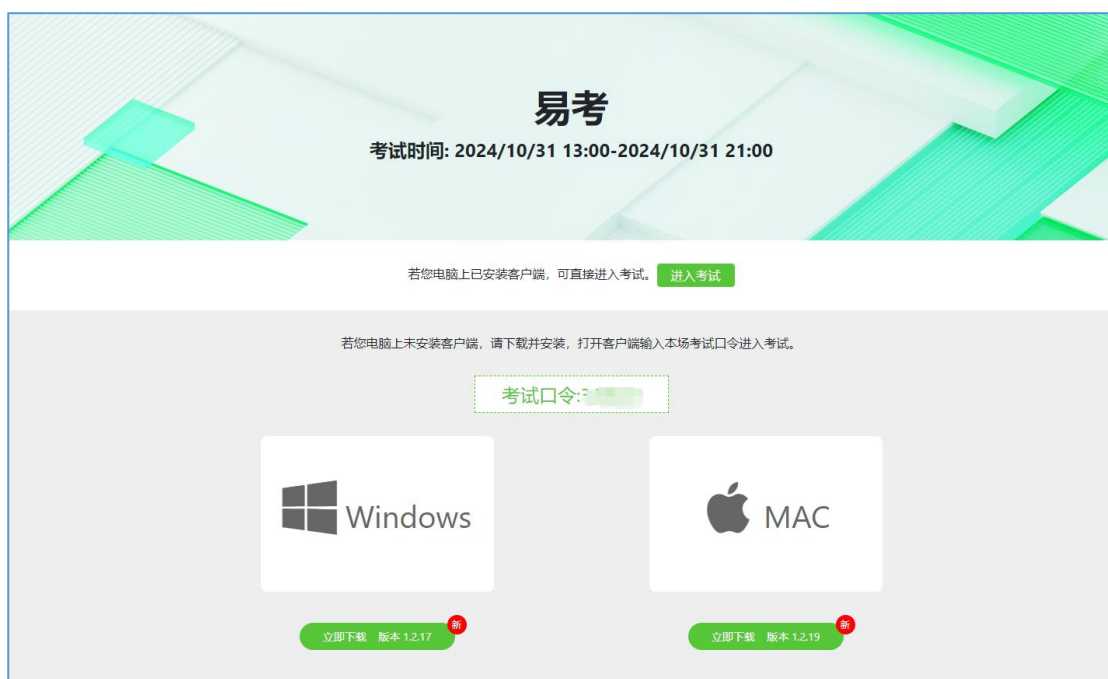 易考
考试时间: 2024/10/31 13:00-2024/10/31 21:00
若您电脑上已安装客户端，可直接进入考试。 进入考试
若您电脑上未安装客户端，请下载并安装，打开客户端输入本场考试口令进入考试。
考试口令:
Windows
MAC
新
立即下载 版本 1.2.17
新
立即下载 版本 1.2.19